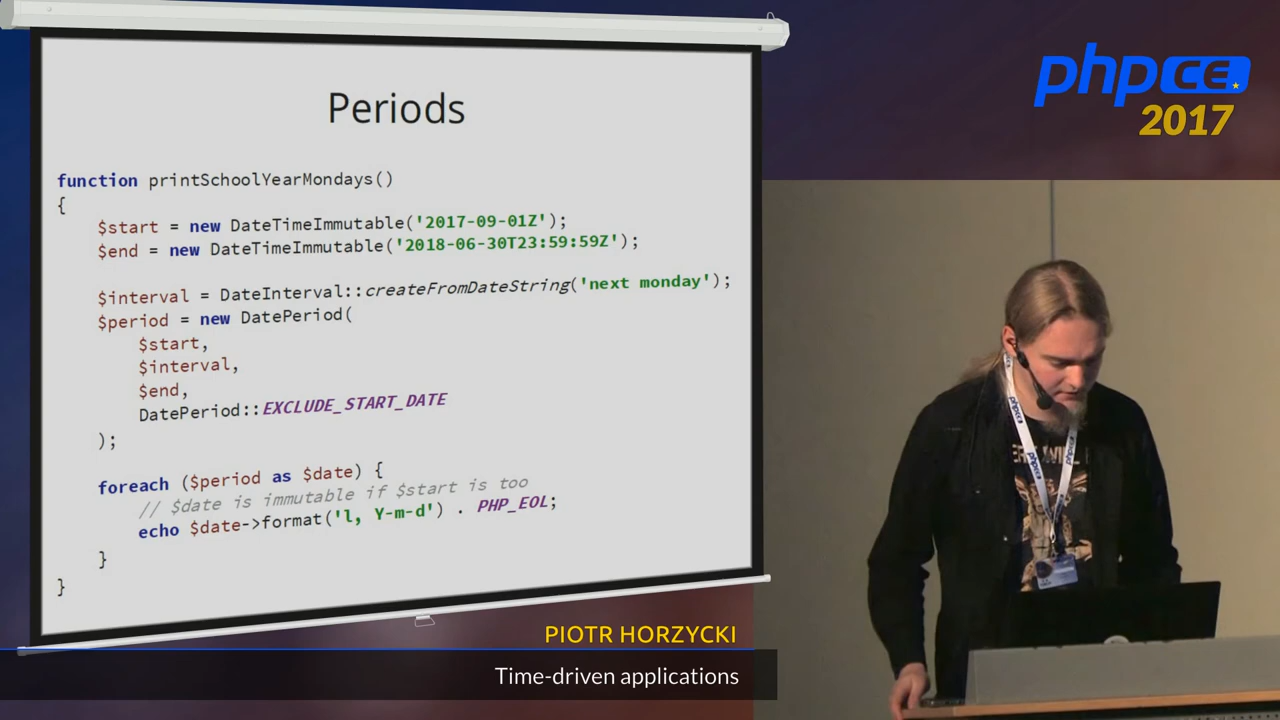 Periods
function printSchoolYearMondays()
{
$start = new DateTimeImmutable('2017-09-01Z');
$end = new DateTimeImmutable('2018-06-30T23:59:59Z');
$interval = DateInterval::createFromDateString('next monday');
$period = new DatePeriod(
$start,
$interval,
$end,
DatePeriod::EXCLUDE_START_DATE
);
foreach ($period as $date) {
// $date is immutable if $start is too
echo $date->format('l, Y-m-d') . PHP_EOL;
}
}
phpCE
2017
phpce
phpce
PIOTR HORZYCKI
Time-driven applications